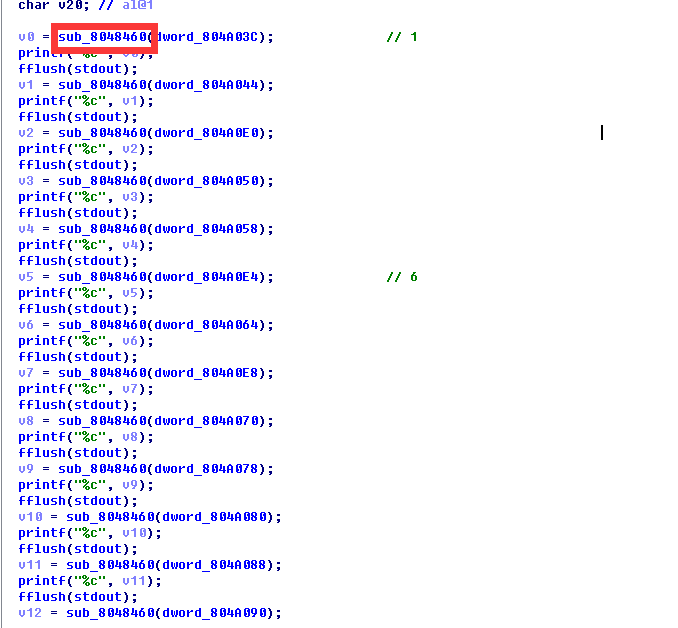 char v20; // al@1
v0 = sub_8048460(dword_804A03C); // 1
printf("%c", v0);
fflush(stdout);
v1 = sub_8048460(dword_804A044);
printf("%c", v1);
fflush(stdout);
v2 = sub_8048460(dword_804A0E0);
printf("%c", v2);
fflush(stdout);
v3 = sub_8048460(dword_804A050);
printf("%c", v3);
fflush(stdout);
v4 = sub_8048460(dword_804A058);
printf("%c", v4);
fflush(stdout);
v5 = sub_8048460(dword_804A0E4); // 6
printf("%c", v5);
fflush(stdout);
v6 = sub_8048460(dword_804A064);
printf("%c", v6);
fflush(stdout);
v7 = sub_8048460(dword_804A0E8);
printf("%c", v7);
fflush(stdout);
v8 = sub_8048460(dword_804A070);
printf("%c", v8);
fflush(stdout);
v9 = sub_8048460(dword_804A078);
printf("%c", v9);
fflush(stdout);
v10 = sub_8048460(dword_804A080);
printf("%c", v10);
fflush(stdout);
v11 = sub_8048460(dword_804A088);
printf("%c", v11);
fflush(stdout);
v12 = sub_8048460(dword_804A090);